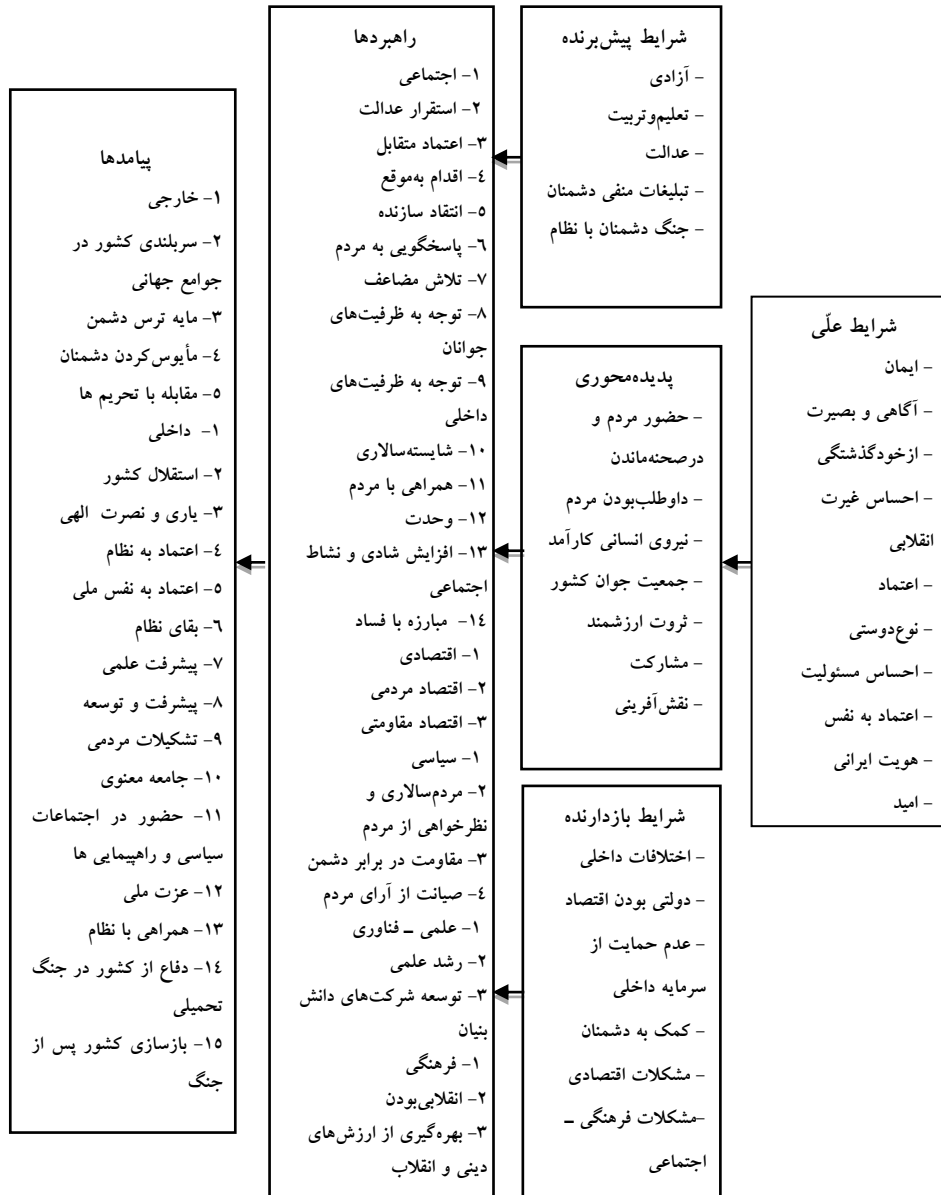 شرایط علّی
- ایمان
- آگاهی و بصیرت
- ازخودگذشتگی
- احساس غیرت
انقلابی
- اعتماد
- نوع‌دوستی
- احساس مسئولیت
- اعتماد به نفس
- هویت ایرانی
- امید
شرایط پیش‌برنده
- آزادی
- تعلیم‌وتربیت
- عدالت
- تبلیغات منفی دشمنان
- جنگ دشمنان با نظام
پدیده‌محوری
- حضور مردم و
درصحنه‌ماندن
- داوطلب‌بودن مردم
- نیروی انسانی کارآمد
- جمعیت جوان کشور
- ثروت ارزشمند
- مشارکت
- نقش‌آفرینی
شرایط بازدارنده
- اختلافات داخلی
- دولتی بودن اقتصاد
- عدم حمایت از
سرمایه داخلی
- کمک به دشمنان
- مشکلات اقتصادی
-مشکلات فرهنگی ــ
اجتماعی
راهبردها
۱- اجتماعی
۲- استقرار عدالت
۳- اعتماد متقابل
٤- اقدام به‌موقع
٥- انتقاد سازنده
٦- پاسخگویی به مردم
۷- تلاش مضاعف
۸- توجه به ظرفیت‌های
جوانان
۹- توجه به ظرفیت‌های
داخلی
۱۰- شایسته‌سالاری
۱۱- همراهی با مردم
۱۲- وحدت
۱۳- افزایش شادی و نشاط
اجتماعی
۱٤- مبارزه با فساد
۱- اقتصادی
۲- اقتصاد مردمی
۳- اقتصاد مقاومتی
۱- سیاسی
۲- مردم‌سالاری و
نظرخواهی از مردم
۳- مقاومت در برابر دشمن
٤- صیانت از آرای مردم
۱- علمی ــ فناوری
۲- رشد علمی
۳- توسعه شرکت‌های دانش
بنیان
۱- فرهنگی
۲- انقلابی‌بودن
۳- بهره‌گیری از ارزش‌های
دینی و انقلاب
پیامدها
۱- خارجی
۲- سربلندی کشور در
جوامع جهانی
۳- مایه ترس دشمن
٤- مأیوس‌کردن دشمنان
٥- مقابله با تحریم ها
۱- داخلی
۲- استقلال کشور
۳- یاری و نصرت الهی
٤- اعتماد به نظام
٥- اعتماد به نفس ملی
٦- بقای نظام
۷- پیشرفت علمی
۸- پیشرفت و توسعه
۹- تشکیلات مردمی
۱۰- جامعه معنوی
۱۱- حضور در اجتماعات
سیاسی و راهپیمایی ها
۱۲- عزت ملی
۱۳- همراهی با نظام
۱٤- دفاع از کشور در جنگ
تحمیلی
۱٥- بازسازی کشور پس از
جنگ